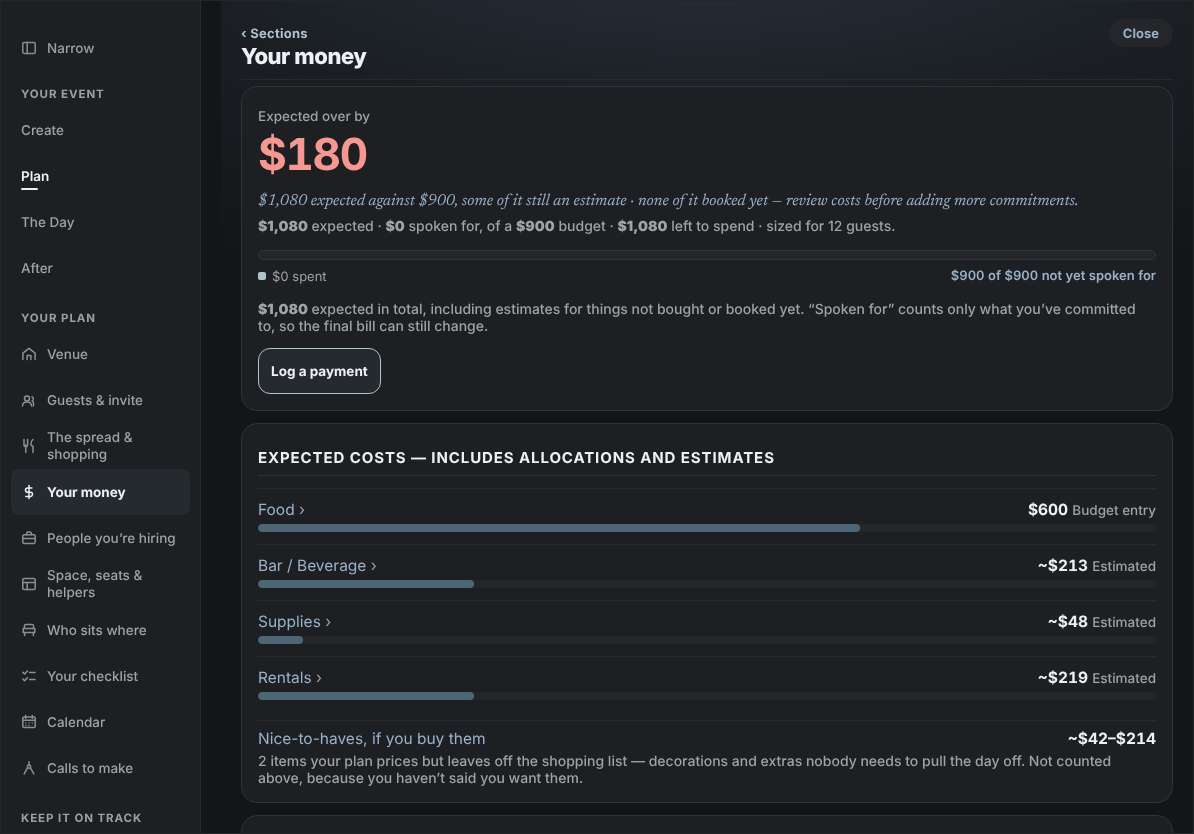 Narrow
YOUR EVENT
Create
Plan
The Day
After
YOUR PLAN
Venue
Guests & invite
The spread &
shopping
Your money
People you’re hiring
Space, seats &
helpers
Who sits where
Your checklist
Calendar
Calls to make
KEEP IT ON TRACK
‹ Sections
Your money
Close
Expected over by
$180
$1,080 expected against $900, some of it still an estimate · none of it booked yet — review costs before adding more commitments.
$1,080 expected · $0 spoken for, of a $900 budget · $1,080 left to spend · sized for 12 guests.
$0 spent
$900 of $900 not yet spoken for
$1,080 expected in total, including estimates for things not bought or booked yet. “Spoken for” counts only what you’ve committed
to, so the final bill can still change.
Log a payment
EXPECTED COSTS — INCLUDES ALLOCATIONS AND ESTIMATES
Food › $600 Budget entry
Bar / Beverage › ~$213 Estimated
Supplies › ~$48 Estimated
Rentals › ~$219 Estimated
Nice-to-haves, if you buy them ~$42–$214
2 items your plan prices but leaves off the shopping list — decorations and extras nobody needs to pull the day off. Not counted
above, because you haven’t said you want them.